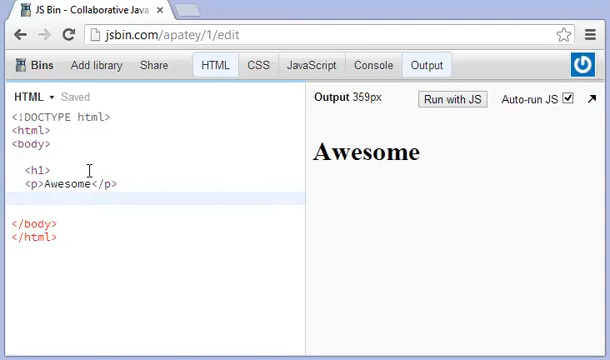 JS Bin - Collaborative Java
jsbin.com/apatey/1/edit
Bins Add library Share HTML CSS JavaScript Console Output
HTML Saved
Output 359px Run with JS Auto-run JS
<!DOCTYPE html>
<html>
<body>
<h1>
<p>Awesome</p>
</body>
</html>
Awesome